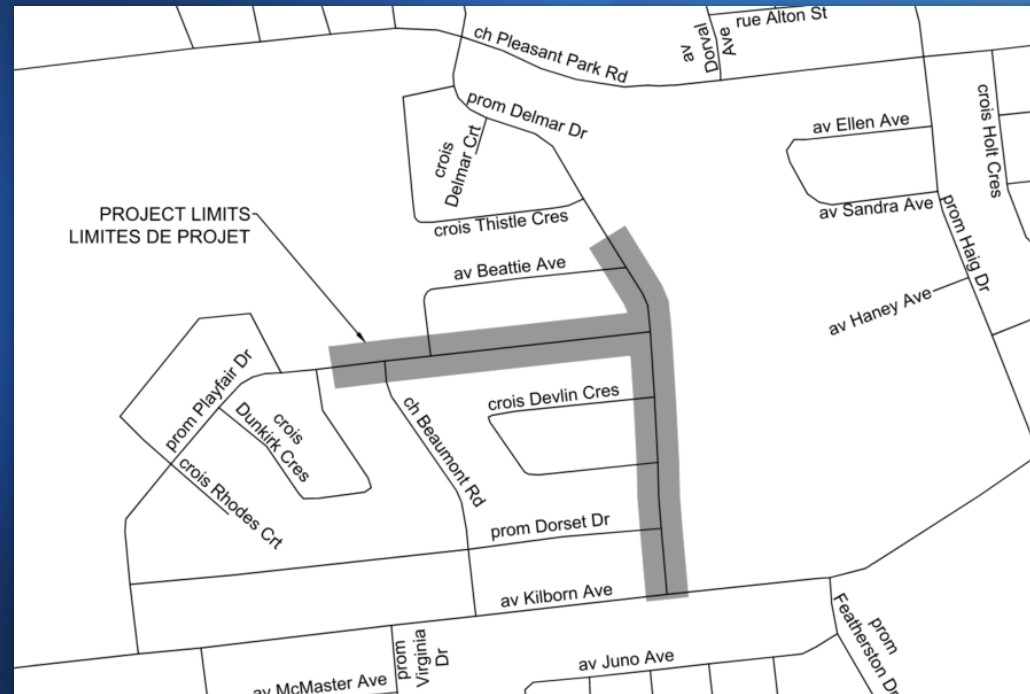 rue Alton St
av
Dorval
Ave
ch Pleasant Park Rd
prom Delmar Dr
crois
Delmar Crt
av Ellen Ave
crois Holt Cres
PROJECT LIMITS
LIMITES DE PROJET
crois Thistle Cres
av Sandra Ave
prom Haig Dr
av Beattie Ave
av Haney Ave
prom Playfair Dr
crois
Dunkirk Cres
crois Devlin Cres
ch Beaumont Rd
crois Rhodes Crt
prom Dorset Dr
av Kilborn Ave
prom
Virginia
Dr
prom
Featherston Dr
av Juno Ave
av McMaster Ave